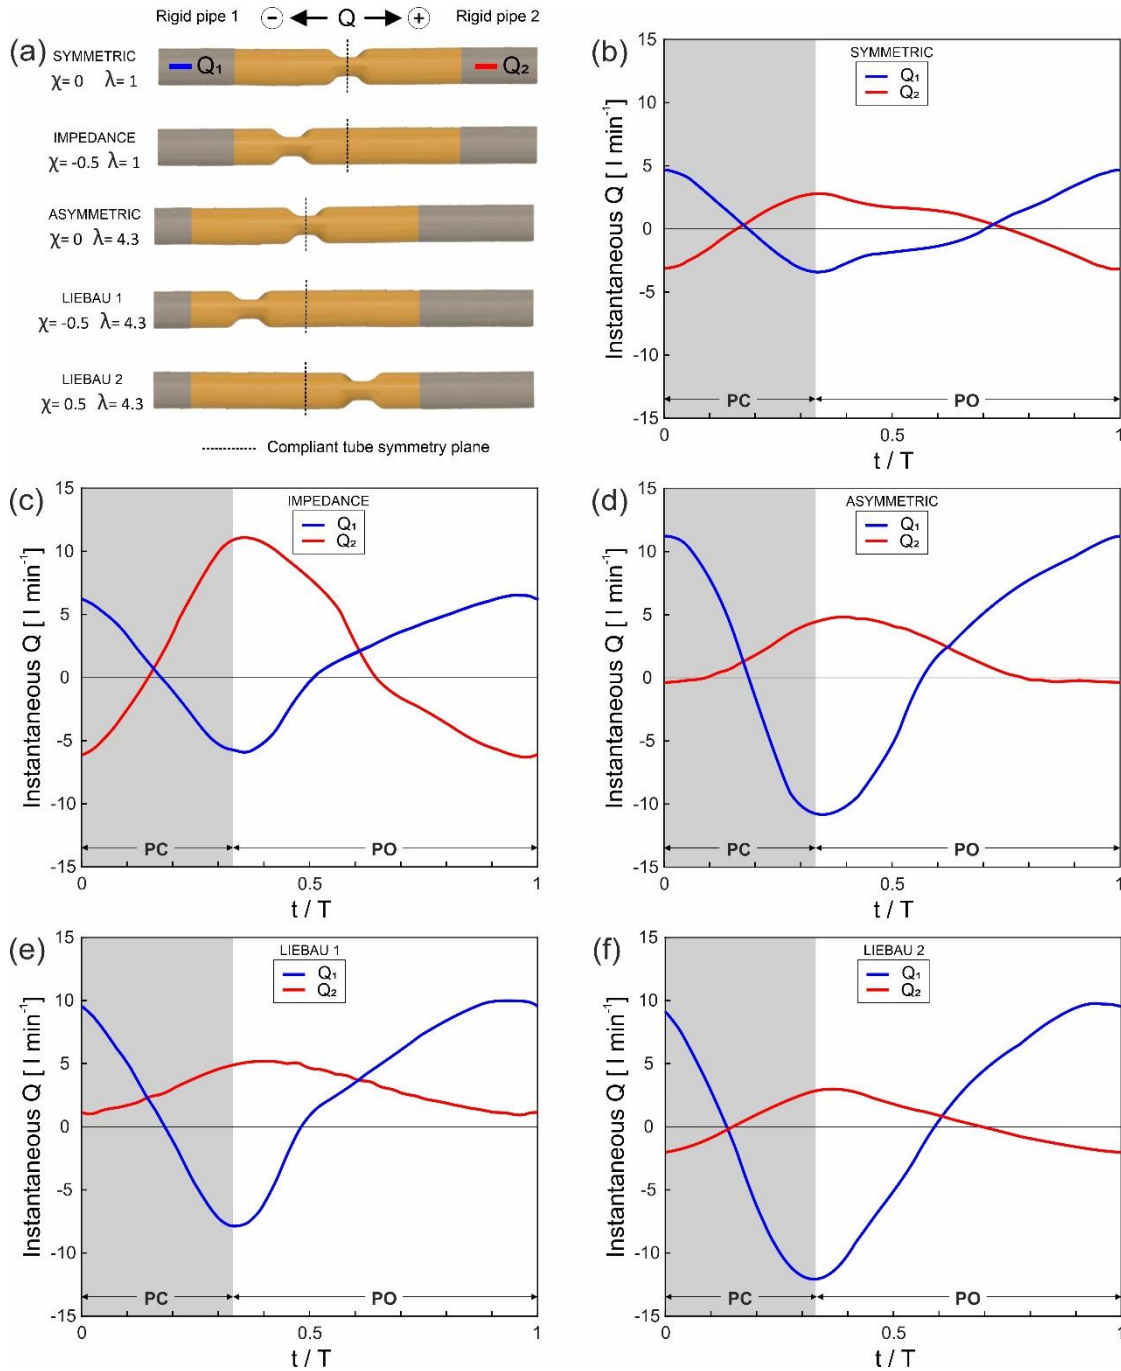 Rigid pipe 1 − Q + Rigid pipe 2
(a)
SYMMETRIC
χ= 0 λ= 1
Q₁
Q₂
IMPEDANCE
χ= -0.5 λ= 1
ASYMMETRIC
χ= 0 λ= 4.3
LIEBAU 1
χ= -0.5 λ= 4.3
LIEBAU 2
χ= 0.5 λ= 4.3
Compliant tube symmetry plane
(b)
SYMMETRIC
Q₁
Q₂
Instantaneous Q [ l min⁻¹]
15
10
5
0
-5
-10
-15
PC PO
0 0.5 1
t / T
(c)
IMPEDANCE
Q₁
Q₂
Instantaneous Q [ l min⁻¹]
15
10
5
0
-5
-10
-15
PC PO
0 0.5 1
t / T
(d)
ASYMMETRIC
Q₁
Q₂
Instantaneous Q [ l min⁻¹]
15
10
5
0
-5
-10
-15
PC PO
0 0.5 1
t / T
(e)
LIEBAU 1
Q₁
Q₂
Instantaneous Q [ l min⁻¹]
15
10
5
0
-5
-10
-15
PC PO
0 0.5 1
t / T
(f)
LIEBAU 2
Q₁
Q₂
Instantaneous Q [ l min⁻¹]
15
10
5
0
-5
-10
-15
PC PO
0 0.5 1
t / T